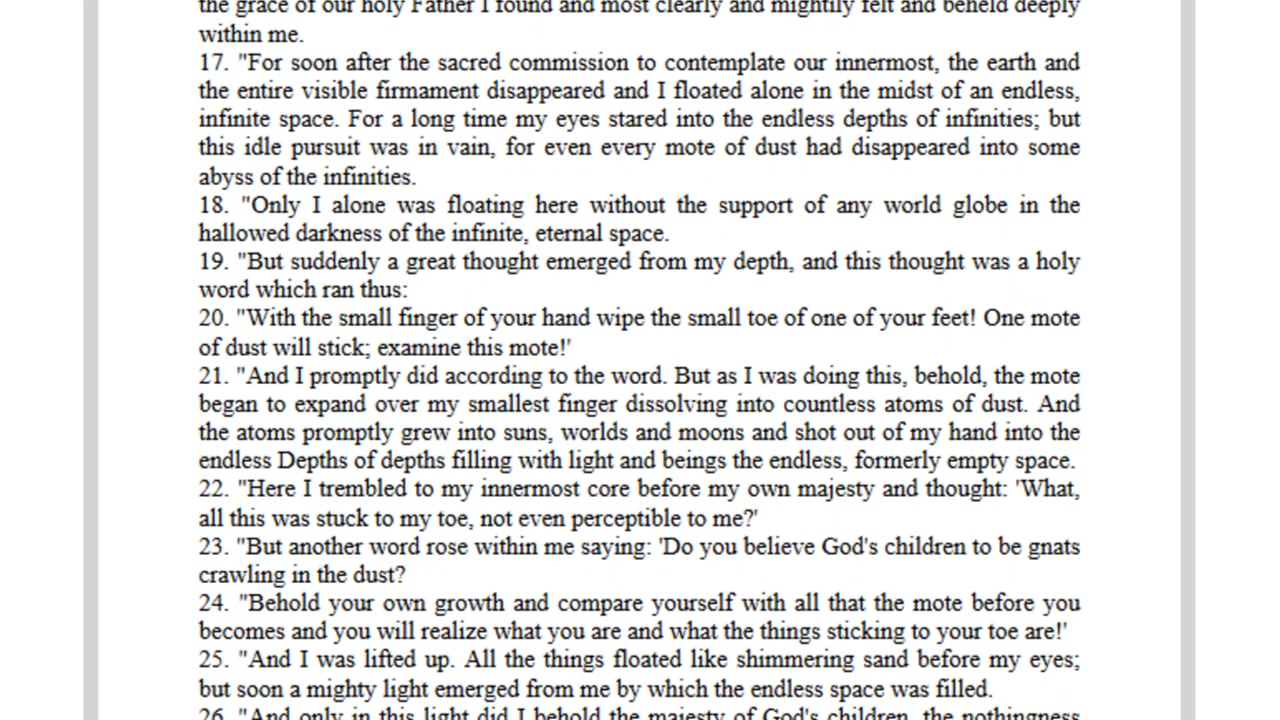 the grace of our holy Father I found and most clearly and mightily felt and beheld deeply
within me.
17. "For soon after the sacred commission to contemplate our innermost, the earth and
the entire visible firmament disappeared and I floated alone in the midst of an endless,
infinite space. For a long time my eyes stared into the endless depths of infinities; but
this idle pursuit was in vain, for even every mote of dust had disappeared into some
abyss of the infinities.
18. "Only I alone was floating here without the support of any world globe in the
hallowed darkness of the infinite, eternal space.
19. "But suddenly a great thought emerged from my depth, and this thought was a holy
word which ran thus:
20. "With the small finger of your hand wipe the small toe of one of your feet! One mote
of dust will stick; examine this mote!'
21. "And I promptly did according to the word. But as I was doing this, behold, the mote
began to expand over my smallest finger dissolving into countless atoms of dust. And
the atoms promptly grew into suns, worlds and moons and shot out of my hand into the
endless Depths of depths filling with light and beings the endless, formerly empty space.
22. "Here I trembled to my innermost core before my own majesty and thought: 'What,
all this was stuck to my toe, not even perceptible to me?'
23. "But another word rose within me saying: 'Do you believe God's children to be gnats
crawling in the dust?
24. "Behold your own growth and compare yourself with all that the mote before you
becomes and you will realize what you are and what the things sticking to your toe are!'
25. "And I was lifted up. All the things floated like shimmering sand before my eyes;
but soon a mighty light emerged from me by which the endless space was filled.
26. "And only in this light did I behold the majesty of God's children, the nothingness